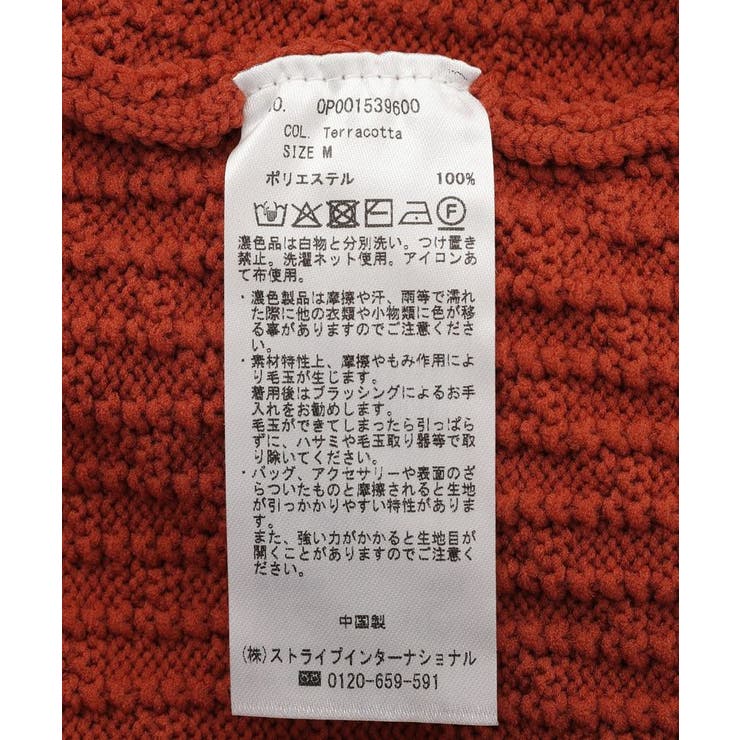 NO. 0P001539600
COL. Terracotta
SIZE M
ポリエステル 100%
F
濃色品は白物と分別洗い。つけ置き
禁止。洗濯ネット使用。アイロンあ
て布使用。
・濃色製品は摩擦や汗、雨等で濡れ
た際に他の衣類や小物類に色が移
る事がありますのでご注意くださ
い。
・素材特性上、摩擦やもみ作用によ
り毛玉が生じます。
着用後はブラッシングによるお手
入れをお勧めします。
毛玉ができてしまったら引っぱら
ずに、ハサミや毛玉取り器等で取
り除いてください。
・バッグ、アクセサリーや表面のざ
らついたものと摩擦されると生地
が引っかかりやすい特性がありま
す。
また、強い力がかかると生地目が
開くことがありますのでご注意く
ださい。
中国製
(株)ストライプインターナショナル
0120-659-591